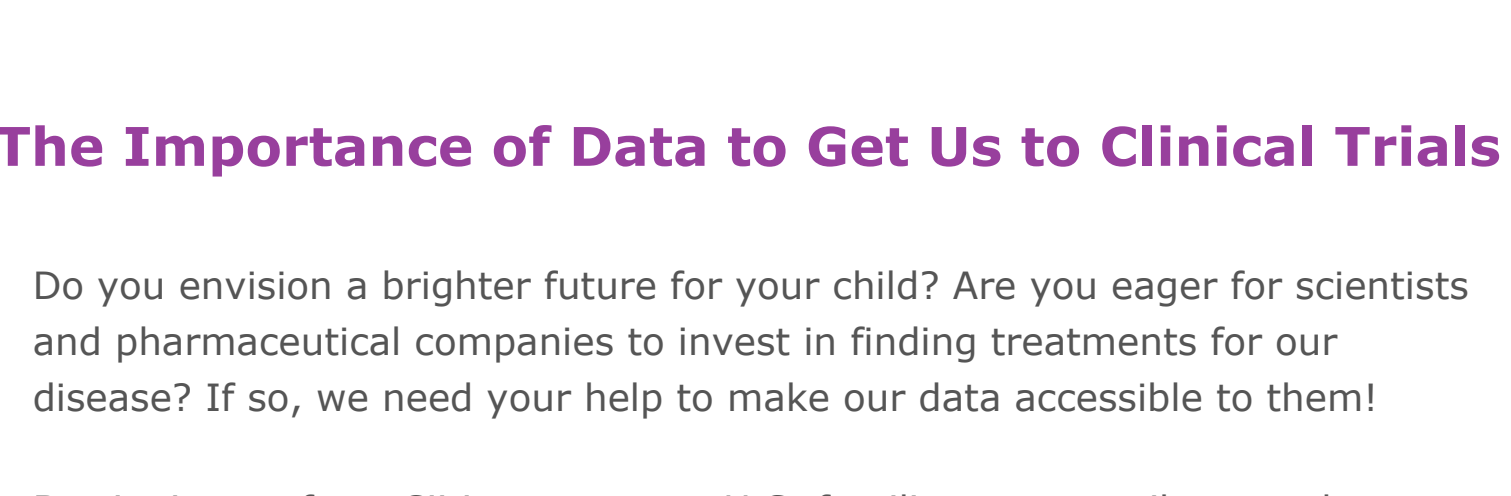 The Importance of Data to Get Us to Clinical Trials
Do you envision a brighter future for your child? Are you eager for scientists
and pharmaceutical companies to invest in finding treatments for our
disease? If so, we need your help to make our data accessible to them!